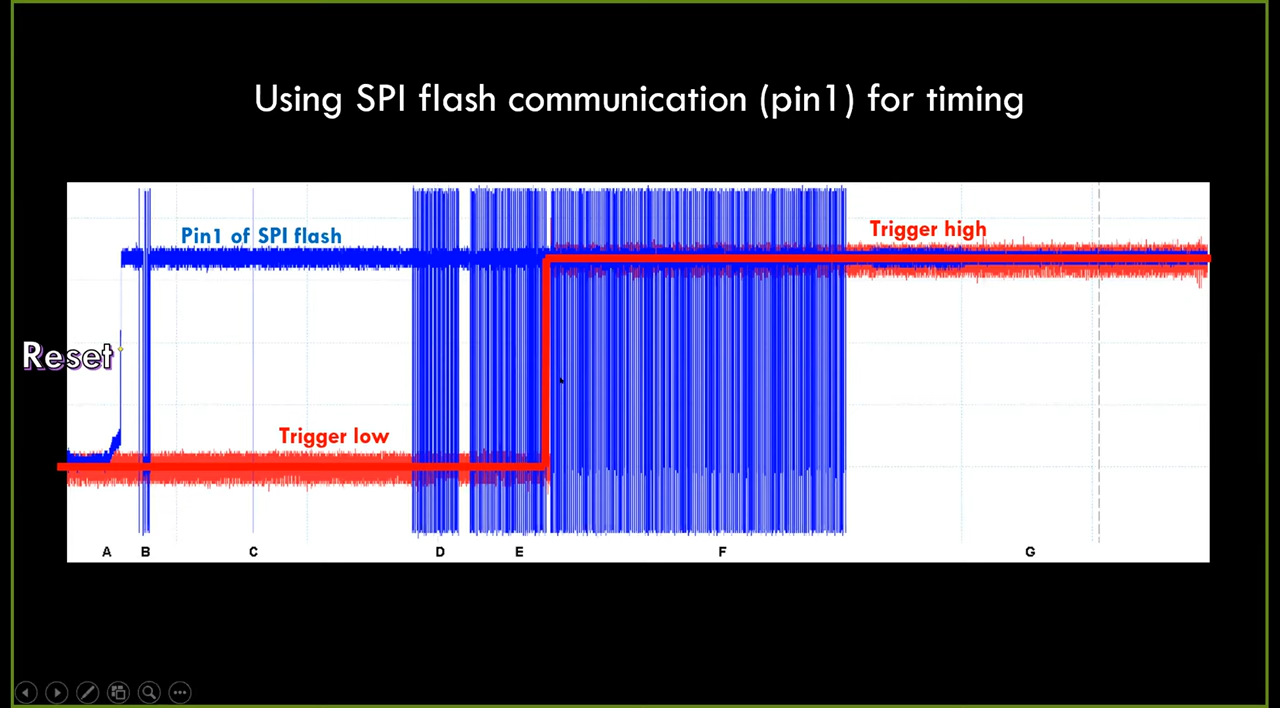 Using SPI flash communication (pin1) for timing
Pin1 of SPI flash
Trigger high
Reset
Trigger low
A B C D E F G